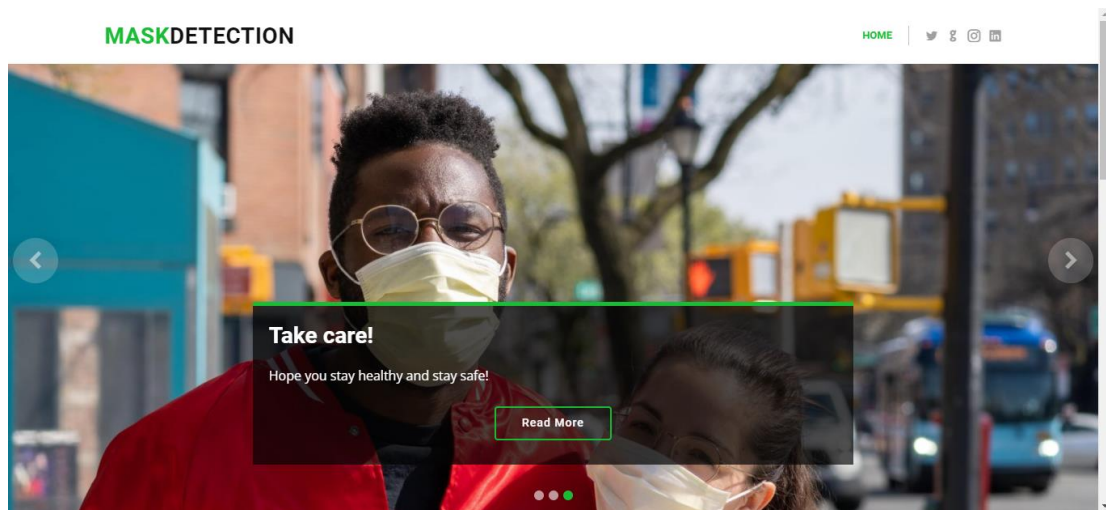 MASKDETECTION
HOME
Take care!
Hope you stay healthy and stay safe!
Read More